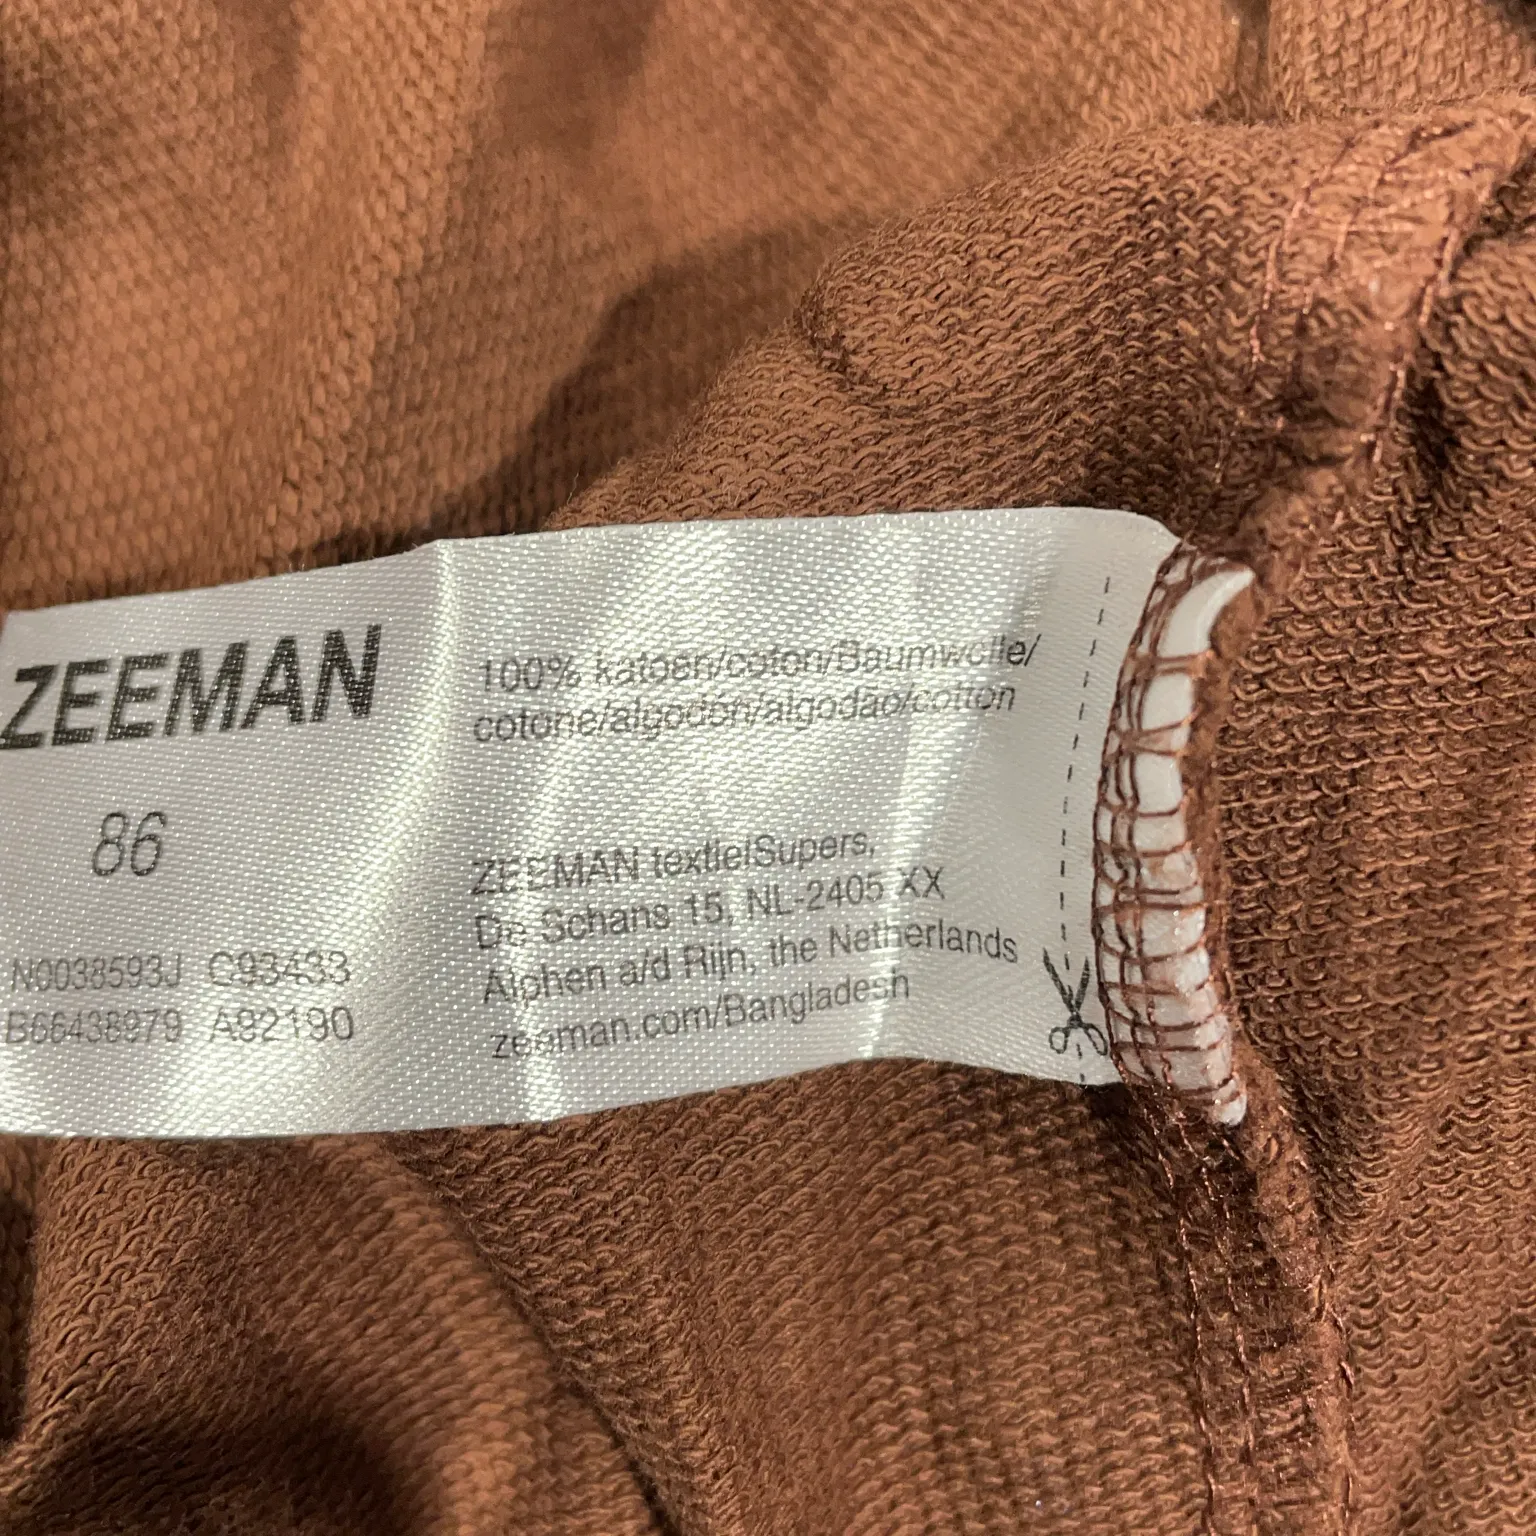 ZEEMAN
86
N0038593J C93433
B66438979 A92190
100% katoen/coton/Baumwolle/
cotone/algodón/algodão/cotton
ZEEMAN textielSupers,
De Schans 15, NL-2405 XX
Alphen a/d Rijn, the Netherlands
zeeman.com/Bangladesh